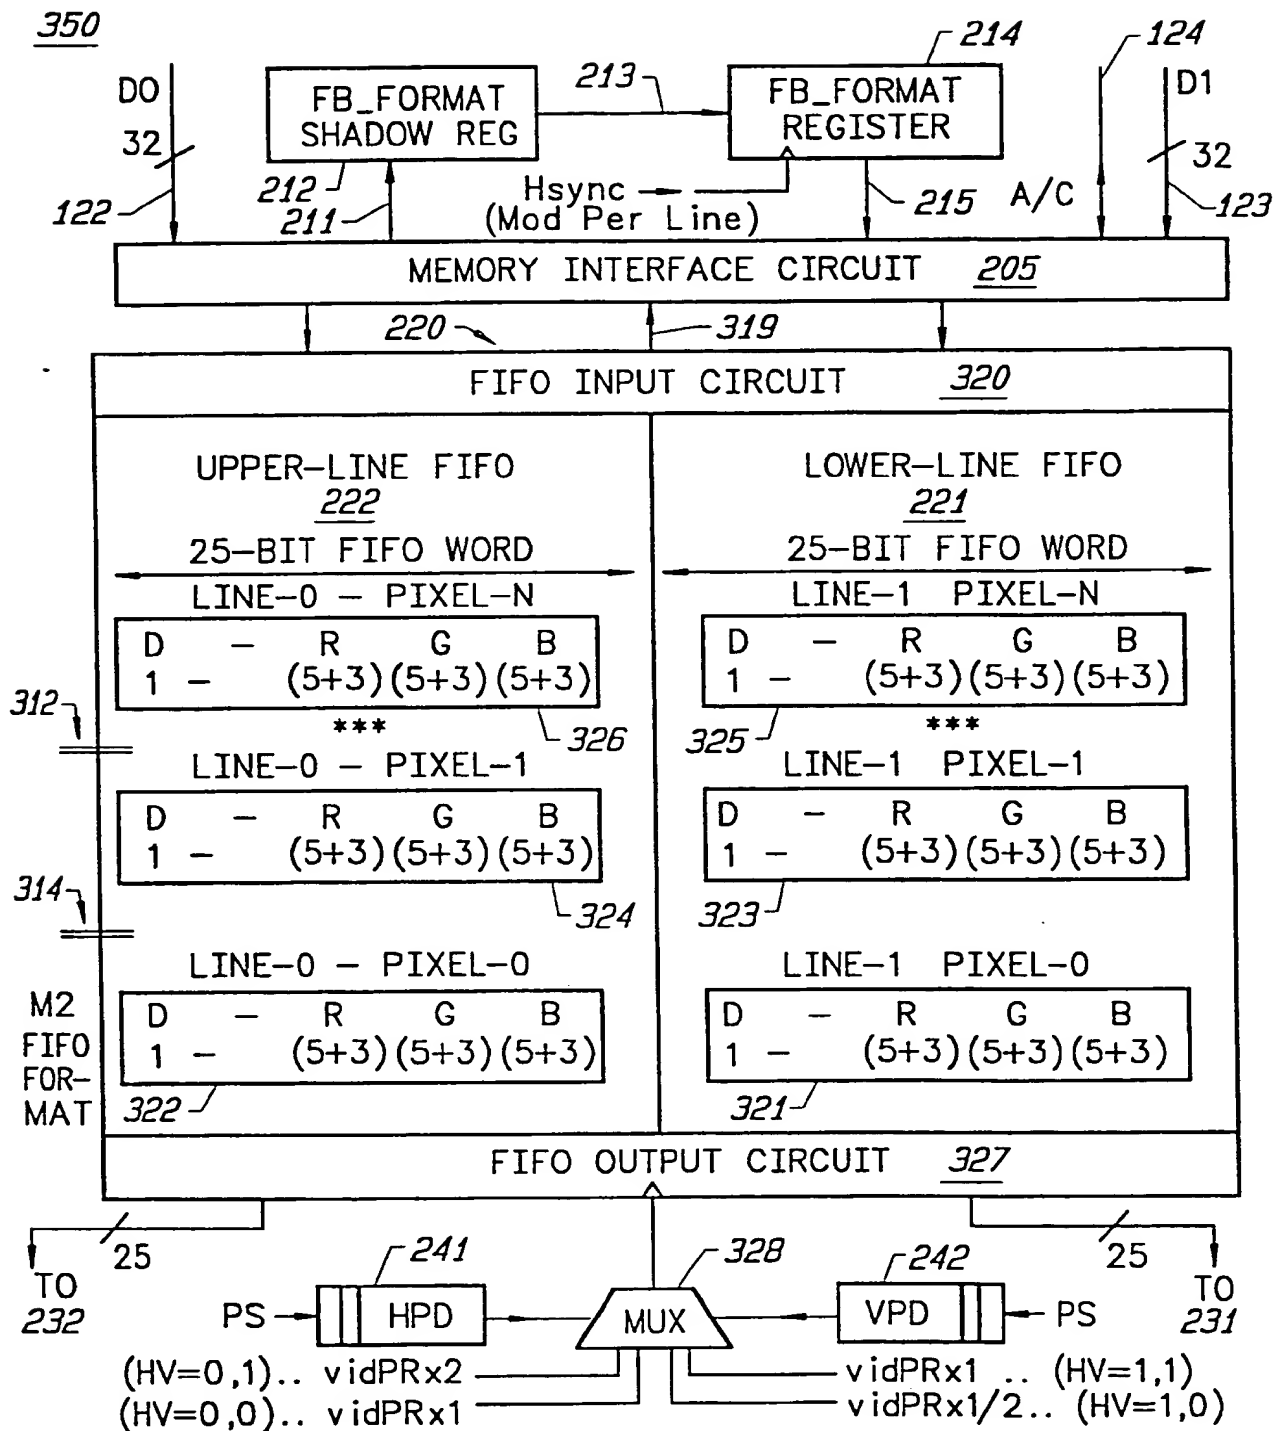 350
214
124
213
D0
FB_FORMAT
SHADOW REG
FB_FORMAT
REGISTER
D1
32
32
212
Hsync
(Mod Per Line)
122
211
215
A/C
123
MEMORY INTERFACE CIRCUIT 205
220
319
FIFO INPUT CIRCUIT 320
UPPER-LINE FIFO
222
25-BIT FIFO WORD
LINE-0 - PIXEL-N
D - R G B
1 - (5+3)(5+3)(5+3)
***
326
LINE-0 - PIXEL-1
D - R G B
1 - (5+3)(5+3)(5+3)
324
LINE-0 - PIXEL-0
D - R G B
1 - (5+3)(5+3)(5+3)
322
LOWER-LINE FIFO
221
25-BIT FIFO WORD
LINE-1 PIXEL-N
D - R G B
1 - (5+3)(5+3)(5+3)
325
***
LINE-1 PIXEL-1
D - R G B
1 - (5+3)(5+3)(5+3)
323
LINE-1 PIXEL-0
D - R G B
1 - (5+3)(5+3)(5+3)
321
312
314
M2
FIFO
FOR-
MAT
FIFO OUTPUT CIRCUIT 327
25
TO
232
241
328
242
25
TO
231
PS
HPD
MUX
VPD
PS
(HV=0,1).. vidPRx2
vidPRx1 .. (HV=1,1)
(HV=0,0).. vidPRx1
vidPRx1/2.. (HV=1,0)